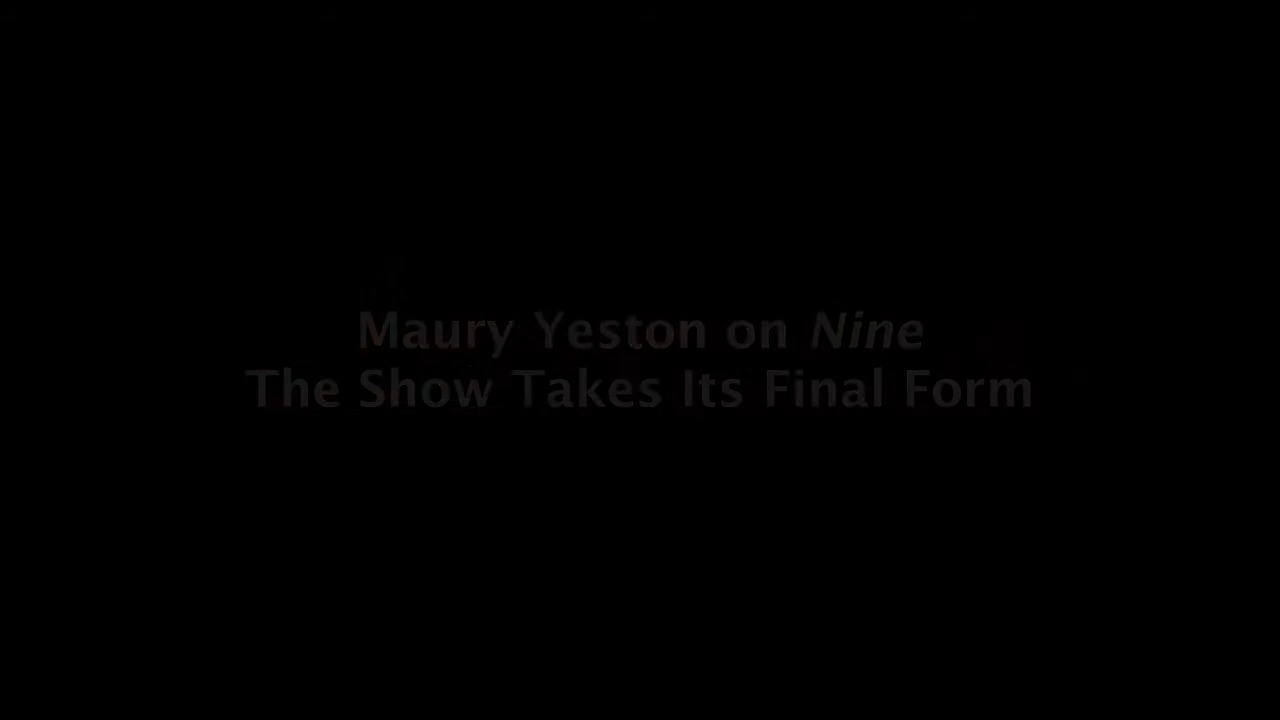 Maury Yeston on Nine
The Show Takes Its Final Form